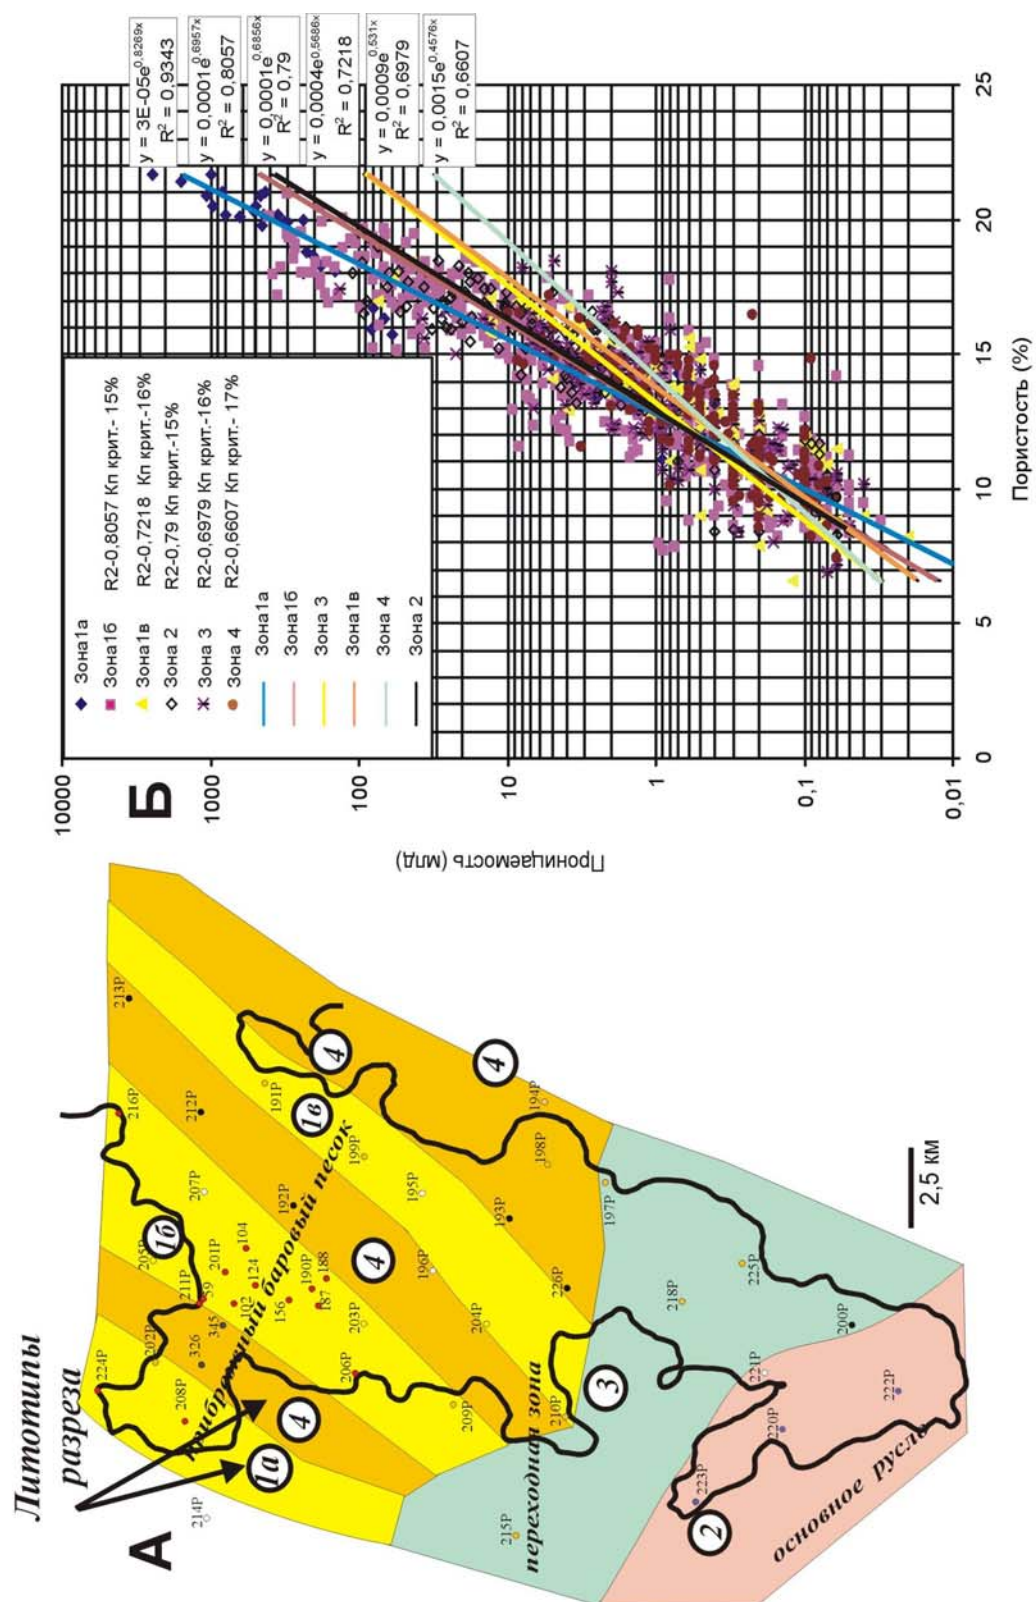 А
Литотипы
разреза
214Р
208Р
224Р
202Р
326
345
211Р
59
205Р
1б
207Р
216Р
212Р
213Р
201Р
104
102
124
156
190Р
188
187
192Р
прибрежный баровый песок
1в
191Р
199Р
195Р
4
4
194Р
198Р
197Р
193Р
196Р
4
203Р
204Р
206Р
209Р
210Р
226Р
4
1а
переходная зона
3
215Р
218Р
225Р
200Р
221Р
220Р
222Р
223Р
2
основное русло
2,5 км
Б
Проницаемость (мд)
10000
1000
100
10
1
0,1
0,01
0
5
10
15
20
25
Пористость (%)
Зона1а
Зона1б R2-0,8057 Кп крит.- 15%
Зона1в R2-0,7218 Кп крит.-16%
Зона 2 R2-0,79 Кп крит.-15%
Зона 3 R2-0,6979 Кп крит.-16%
Зона 4 R2-0,6607 Кп крит.- 17%
Зона1а
Зона1б
Зона 3
Зона1в
Зона 4
Зона 2
y = 3E-05e^0,8269x
R² = 0,9343
y = 0,0001e^0,6957x
R² = 0,8057
y = 0,0001e^0,6856x
R² = 0,79
y = 0,0004e^0,5686x
R² = 0,7218
y = 0,0009e^0,531x
R² = 0,6979
y = 0,0015e^0,4576x
R² = 0,6607